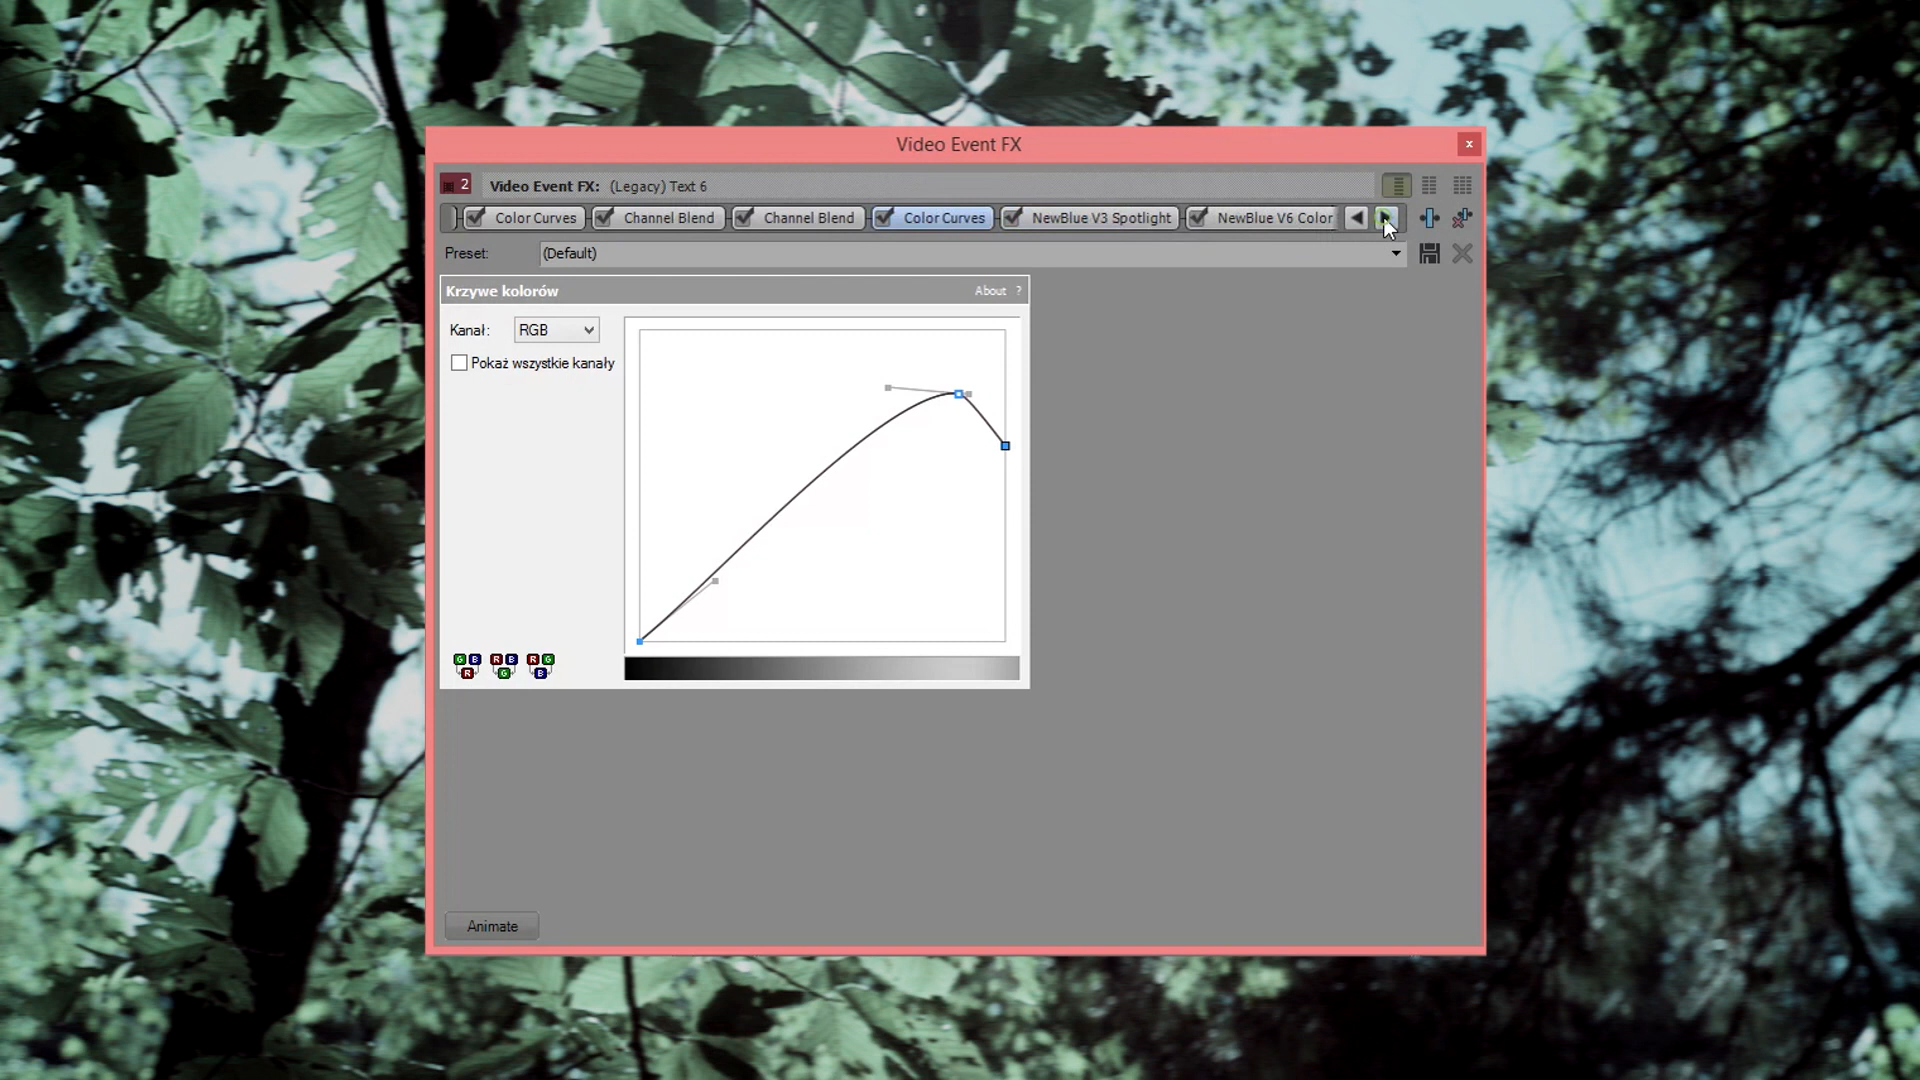 Video Event FX
x
2
Video Event FX: (Legacy) Text 6
Color Curves Channel Blend Channel Blend Color Curves NewBlue V3 Spotlight NewBlue V6 Color
Preset: (Default)
Krzywe kolorów About ?
Kanał: RGB
Pokaż wszystkie kanały
G B R B R G
R G B
Animate